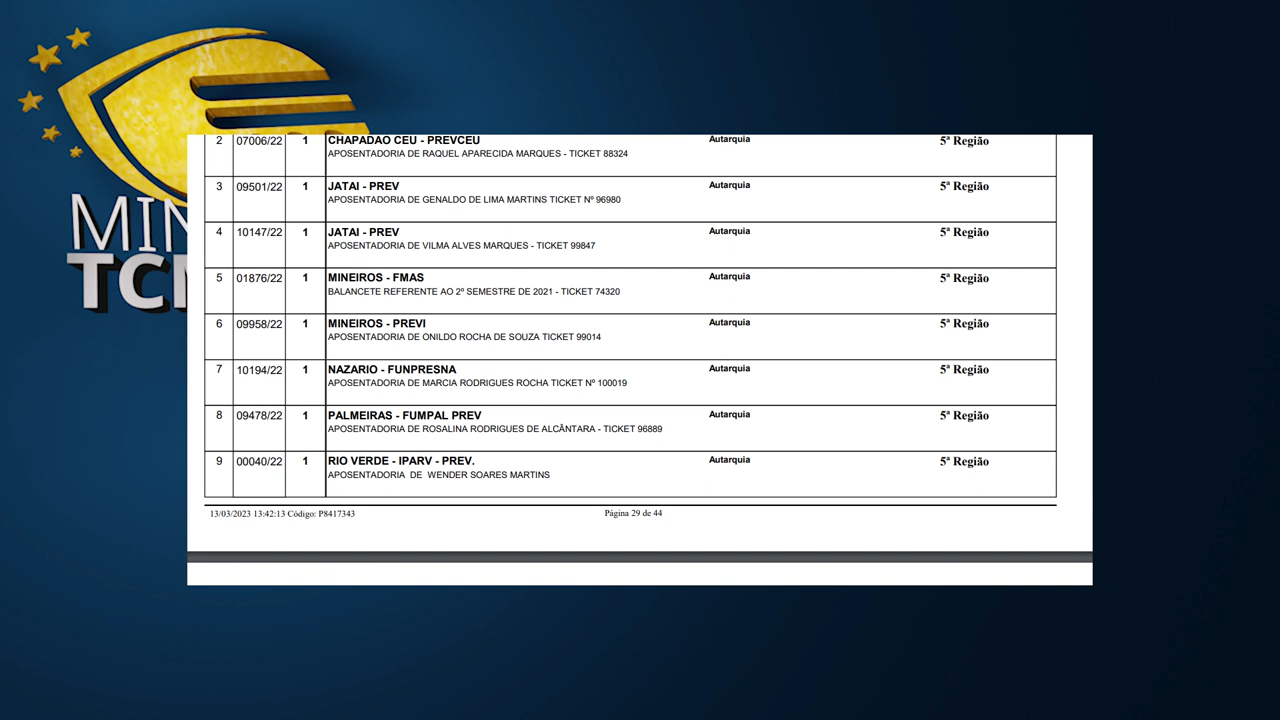 MIN
TCM
2 07006/22 1 CHAPADAO CEU - PREVCEU Autarquia 5ª Região
APOSENTADORIA DE RAQUEL APARECIDA MARQUES - TICKET 88324
3 09501/22 1 JATAI - PREV Autarquia 5ª Região
APOSENTADORIA DE GENALDO DE LIMA MARTINS TICKET Nº 96980
4 10147/22 1 JATAI - PREV Autarquia 5ª Região
APOSENTADORIA DE VILMA ALVES MARQUES - TICKET 99847
5 01876/22 1 MINEIROS - FMAS Autarquia 5ª Região
BALANCETE REFERENTE AO 2º SEMESTRE DE 2021 - TICKET 74320
6 09958/22 1 MINEIROS - PREVI Autarquia 5ª Região
APOSENTADORIA DE ONILDO ROCHA DE SOUZA TICKET 99014
7 10194/22 1 NAZARIO - FUNPRESNA Autarquia 5ª Região
APOSENTADORIA DE MARCIA RODRIGUES ROCHA TICKET Nº 100019
8 09478/22 1 PALMEIRAS - FUMPAL PREV Autarquia 5ª Região
APOSENTADORIA DE ROSALINA RODRIGUES DE ALCÂNTARA - TICKET 96889
9 00040/22 1 RIO VERDE - IPARV - PREV. Autarquia 5ª Região
APOSENTADORIA DE WENDER SOARES MARTINS
13/03/2023 13:42:13 Código: P8417343 Página 29 de 44